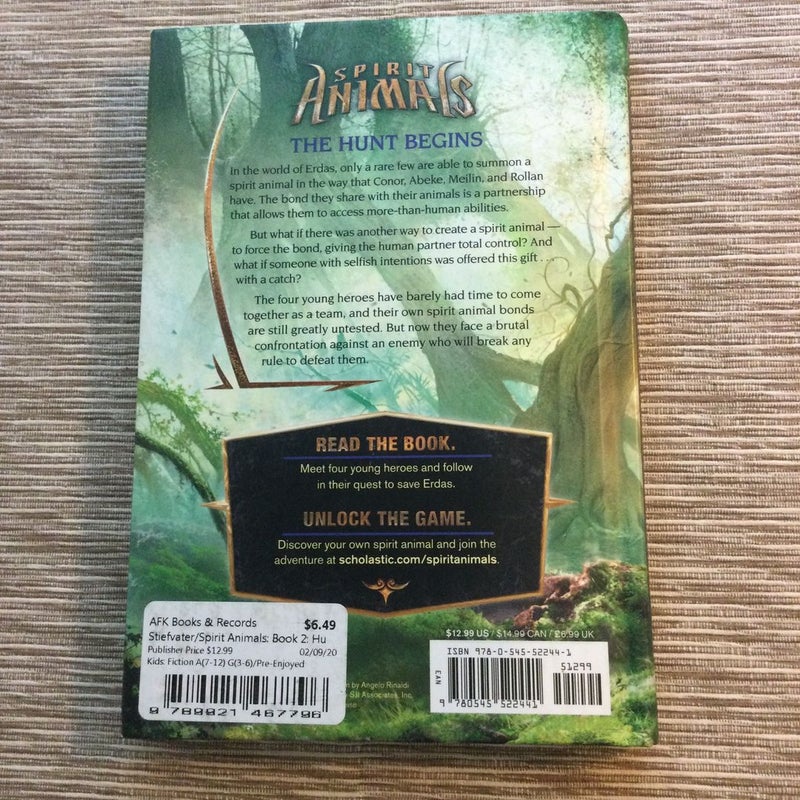 SPIRIT
ANIMALS
THE HUNT BEGINS
In the world of Erdas, only a rare few are able to summon a
spirit animal in the way that Conor, Abeke, Meilin, and Rollan
have. The bond they share with their animals is a partnership
that allows them to access more-than-human abilities.
But what if there was another way to create a spirit animal —
to force the bond, giving the human partner total control? And
what if someone with selfish intentions was offered this gift . . .
with a catch?
The four young heroes have barely had time to come
together as a team, and their own spirit animal bonds
are still greatly untested. But now they face a brutal
confrontation against an enemy who will break any
rule to defeat them.
READ THE BOOK.
Meet four young heroes and follow
in their quest to save Erdas.
UNLOCK THE GAME.
Discover your own spirit animal and join the
adventure at scholastic.com/spiritanimals.
AFK Books & Records $6.49
Stiefvater/Spirit Animals: Book 2: Hu
Publisher Price $12.99 02/09/20
Kids: Fiction A(7-12) G(3-6)/Pre-Enjoyed
9 789921 467796
by Angelo Rinaldi
SJI Associates, Inc.
$12.99 US / $14.99 CAN / £6.99 UK
ISBN 978-0-545-52244-1
51299
EAN
9 780545 522441